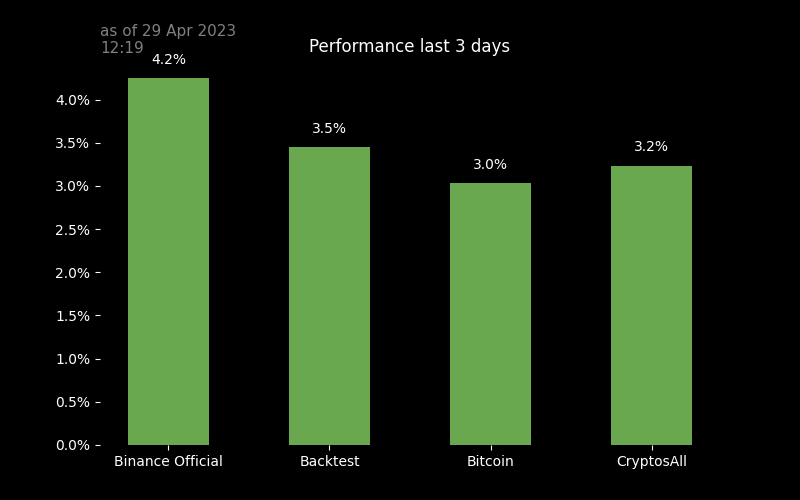 as of 29 Apr 2023
12:19
Performance last 3 days
4.2%
3.5%
3.0%
3.2%
4.0%
3.5%
3.0%
2.5%
2.0%
1.5%
1.0%
0.5%
0.0%
Binance Official
Backtest
Bitcoin
CryptosAll